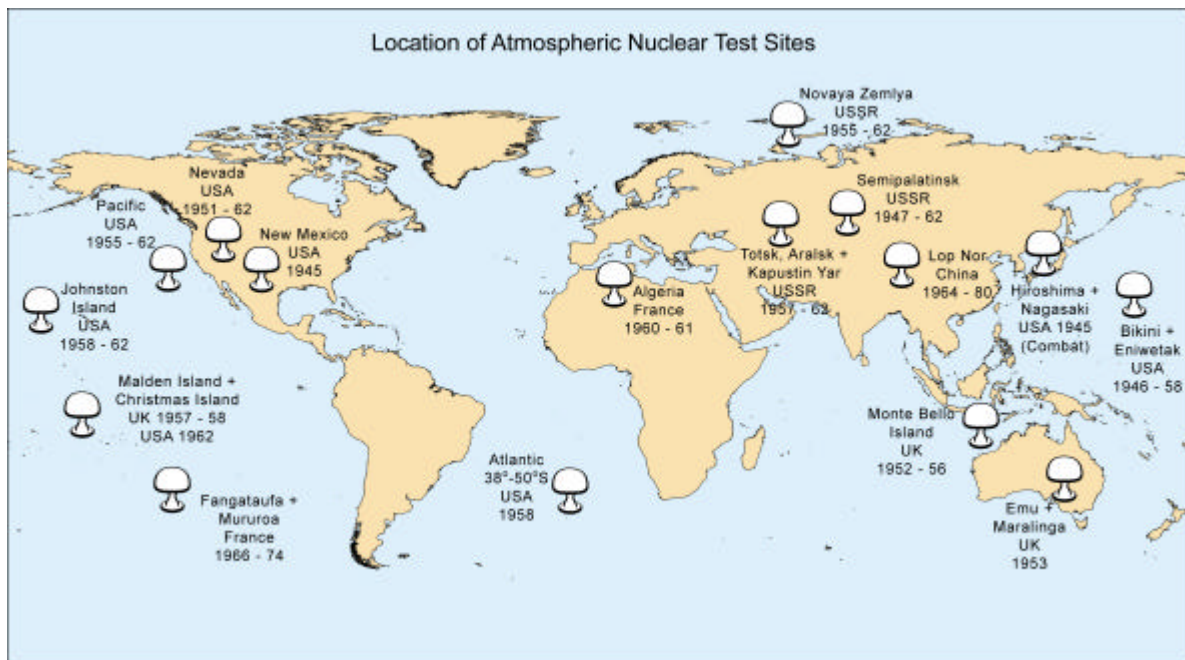 Location of Atmospheric Nuclear Test Sites
Novaya Zemlya
USSR
1955 - 62
Nevada
USA
1951 - 62
Semipalatinsk
USSR
1947 - 62
Pacific
USA
1955 - 62
New Mexico
USA
1945
Totsk, Aralsk +
Kapustin Yar
USSR
1957 - 62
Lop Nor
China
1964 - 80
Johnston
Island
USA
1958 - 62
Algeria
France
1960 - 61
Hiroshima +
Nagasaki
USA 1945
(Combat)
Bikini +
Eniwetak
USA
1946 - 58
Malden Island +
Christmas Island
UK 1957 - 58
USA 1962
Monte Bello
Island
UK
1952 - 56
Atlantic
38°-50°S
USA
1958
Fangataufa +
Mururoa
France
1966 - 74
Emu +
Maralinga
UK
1953